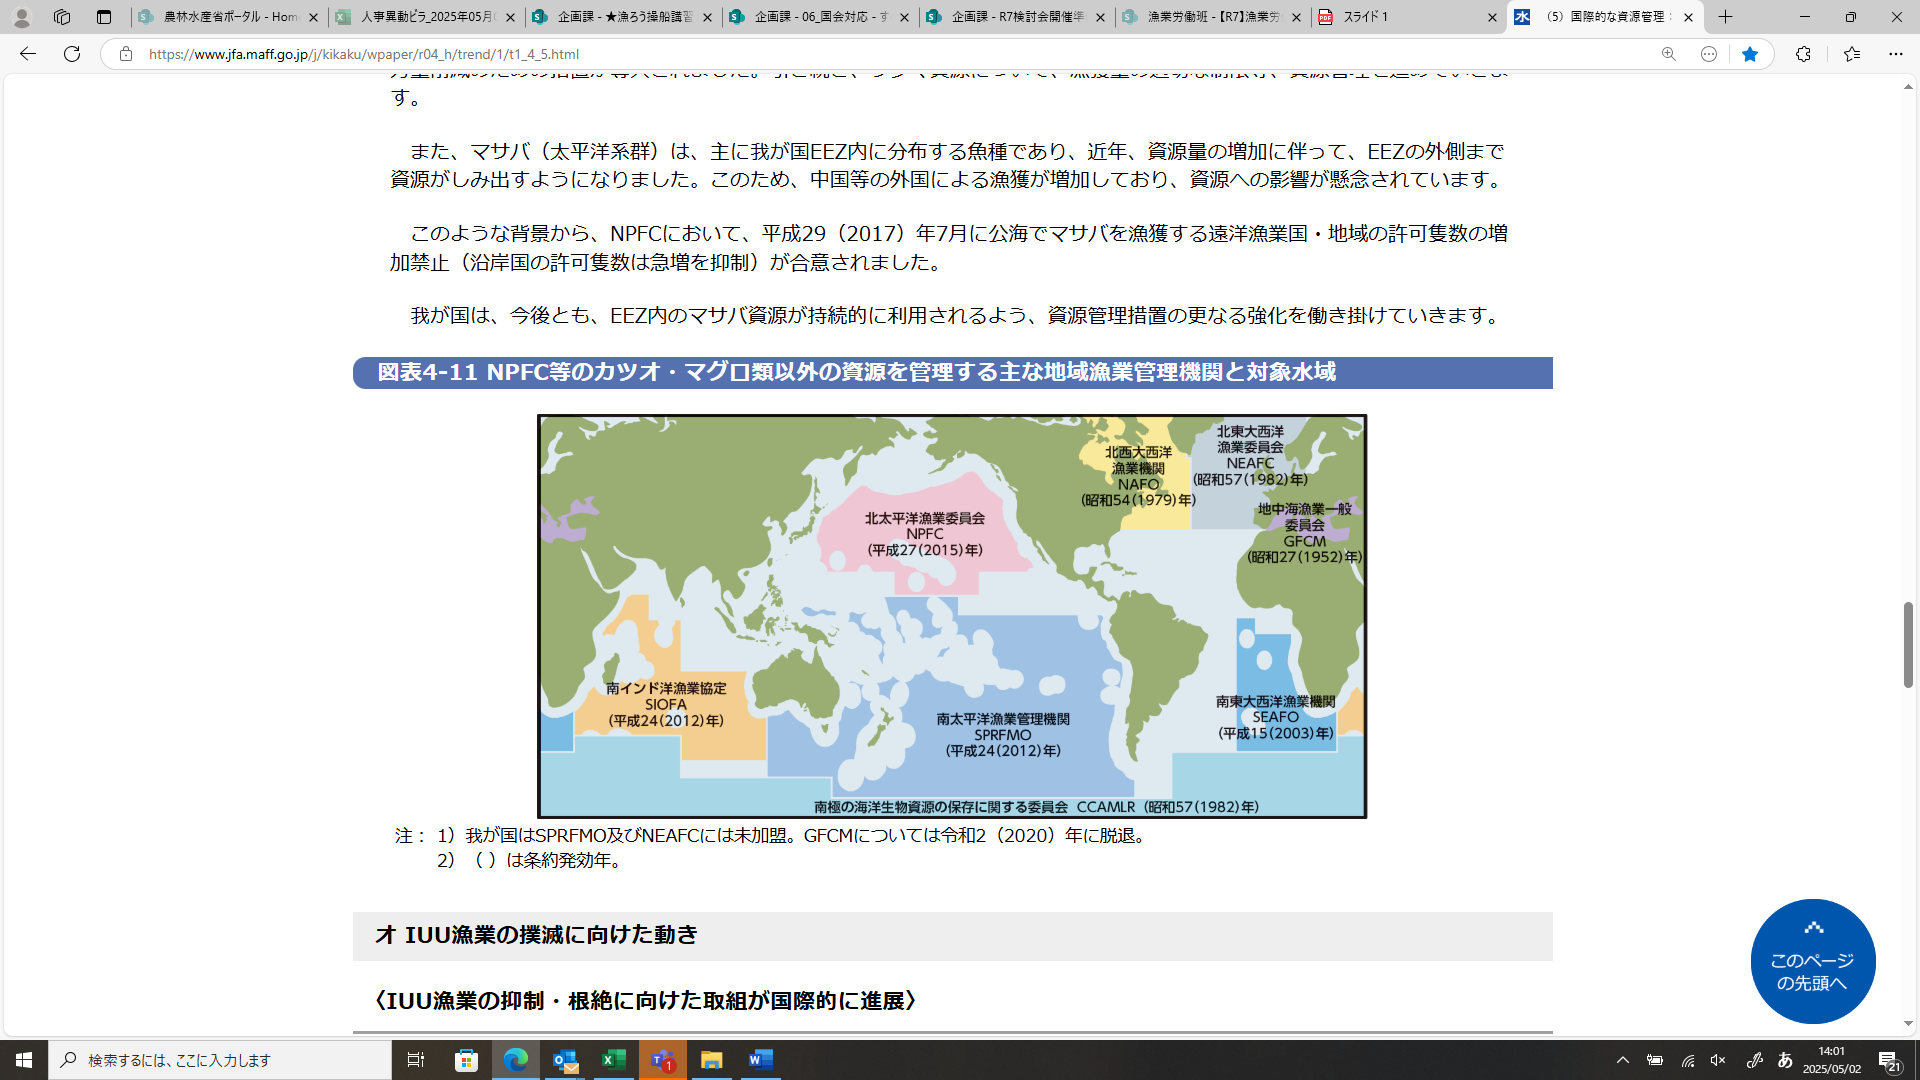 農林水産省ポータル - Hom
人事異動ビラ_2025年05月0
企画課 - ★漁ろう操船講習
企画課 - 06_国会対応 - す
企画課 - R7検討会開催準
漁業労働班 - 【R7】漁業労
スライド 1
（5）国際的な資源管理：
https://www.jfa.maff.go.jp/j/kikaku/wpaper/r04_h/trend/1/t1_4_5.html
す。
また、マサバ（太平洋系群）は、主に我が国EEZ内に分布する魚種であり、近年、資源量の増加に伴って、EEZの外側まで
資源がしみ出すようになりました。このため、中国等の外国による漁獲が増加しており、資源への影響が懸念されています。
このような背景から、NPFCにおいて、平成29（2017）年7月に公海でマサバを漁獲する遠洋漁業国・地域の許可隻数の増
加禁止（沿岸国の許可隻数は急増を抑制）が合意されました。
我が国は、今後とも、EEZ内のマサバ資源が持続的に利用されるよう、資源管理措置の更なる強化を働き掛けていきます。
図表4-11 NPFC等のカツオ・マグロ類以外の資源を管理する主な地域漁業管理機関と対象水域
北西大西洋
漁業機関
NAFO
（昭和54（1979）年）
北東大西洋
漁業委員会
NEAFC
（昭和57（1982）年）
地中海漁業一般
委員会
GFCM
（昭和27（1952）年）
北太平洋漁業委員会
NPFC
（平成27（2015）年）
南インド洋漁業協定
SIOFA
（平成24（2012）年）
南太平洋漁業管理機関
SPRFMO
（平成24（2012）年）
南東大西洋漁業機関
SEAFO
（平成15（2003）年）
南極の海洋生物資源の保存に関する委員会 CCAMLR（昭和57（1982）年）
注： 1）我が国はSPRFMO及びNEAFCには未加盟。GFCMについては令和2（2020）年に脱退。
2）（ ）は条約発効年。
オ IUU漁業の撲滅に向けた動き
〈IUU漁業の抑制・根絶に向けた取組が国際的に進展〉
このページ
の先頭へ
検索するには、ここに入力します
あ
14:01
2025/05/02
21